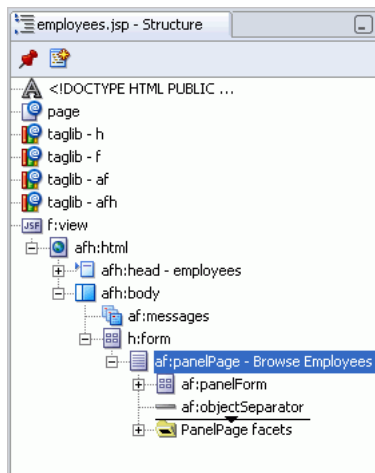 employees.jsp - Structure
<!DOCTYPE HTML PUBLIC ...
page
taglib - h
taglib - f
taglib - af
taglib - afh
JSF f:view
afh:html
afh:head - employees
afh:body
af:messages
h:form
af:panelPage - Browse Employees
af:panelForm
af:objectSeparator
PanelPage facets